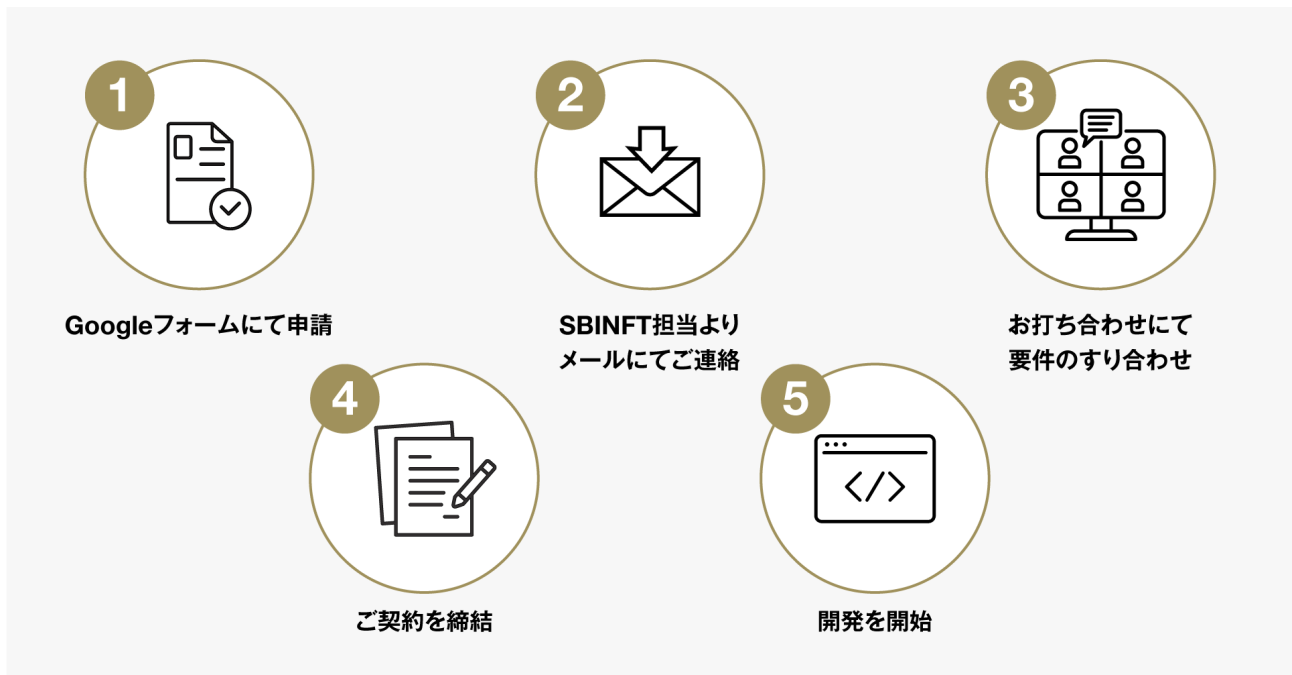 1
Googleフォームにて申請
2
SBINFT担当より
メールにてご連絡
3
お打ち合わせにて
要件のすり合わせ
4
ご契約を締結
5
</>
開発を開始